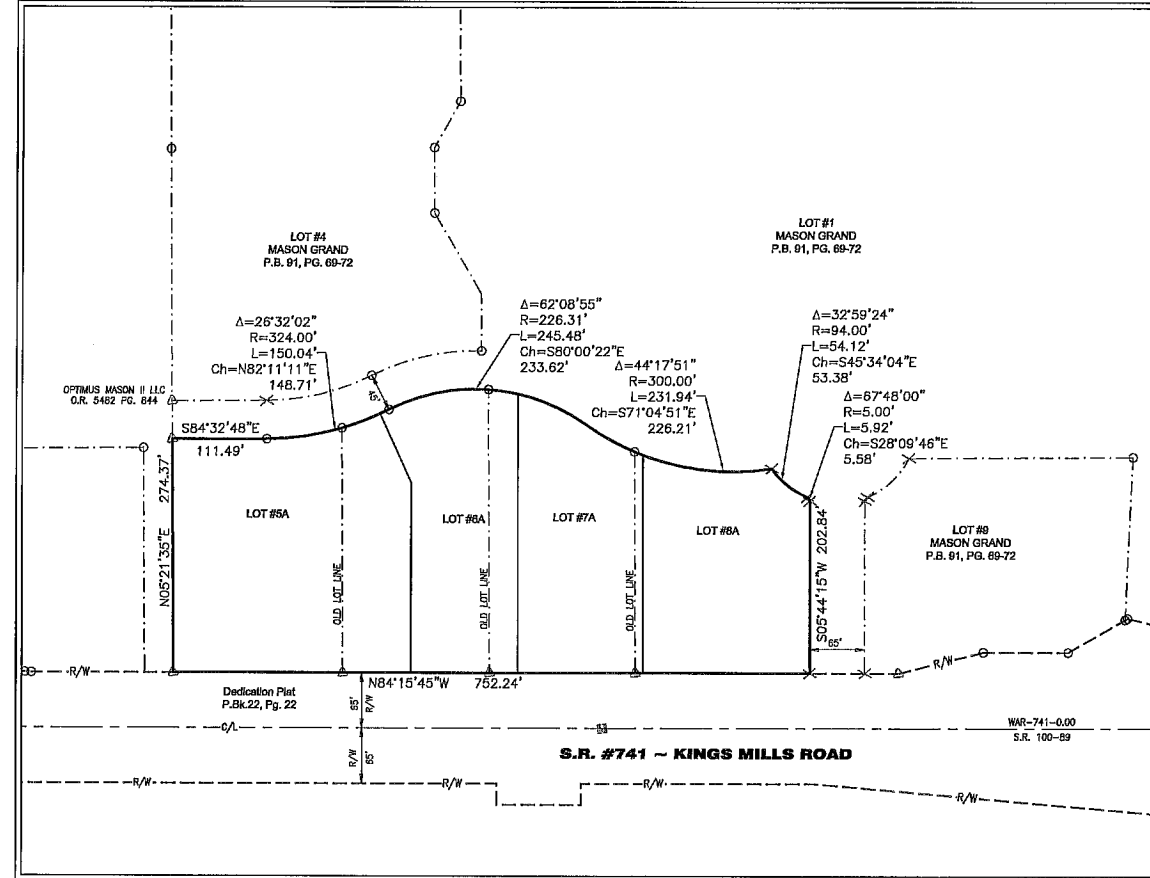 LOT #4
MASON GRAND
P.B. 91, PG. 69-72
LOT #1
MASON GRAND
P.B. 91, PG. 69-72
Δ=26°32'02"
R=324.00'
L=150.04'
Ch=N82°11'11"E
148.71'
Δ=62°08'55"
R=226.31'
L=245.48'
Ch=S80°00'22"E
233.62'
Δ=44°17'51"
R=300.00'
L=231.94'
Ch=S71°04'51"E
226.21'
Δ=32°59'24"
R=94.00'
L=54.12'
Ch=S45°34'04"E
53.38'
Δ=67°48'00"
R=5.00'
L=5.92'
Ch=S28°09'46"E
5.58'
OPTIMUS MASON II LLC
O.R. 5482 PG. 844
45'
S84°32'48"E
111.49'
N05°21'35"E 274.37'
LOT #5A
LOT #6A
LOT #7A
LOT #8A
OLD LOT LINE
OLD LOT LINE
OLD LOT LINE
S05°44'15"W 202.84'
65'
LOT #9
MASON GRAND
P.B. 91, PG. 69-72
R/W
R/W
N84°15'45"W 752.24'
Dedication Plat
P.Bk.22, Pg. 22
65'
R/W
C/L
WAR-741-0.00
S.R. 100-89
R/W
65'
S.R. #741 ~ KINGS MILLS ROAD
R/W
R/W
R/W
R/W